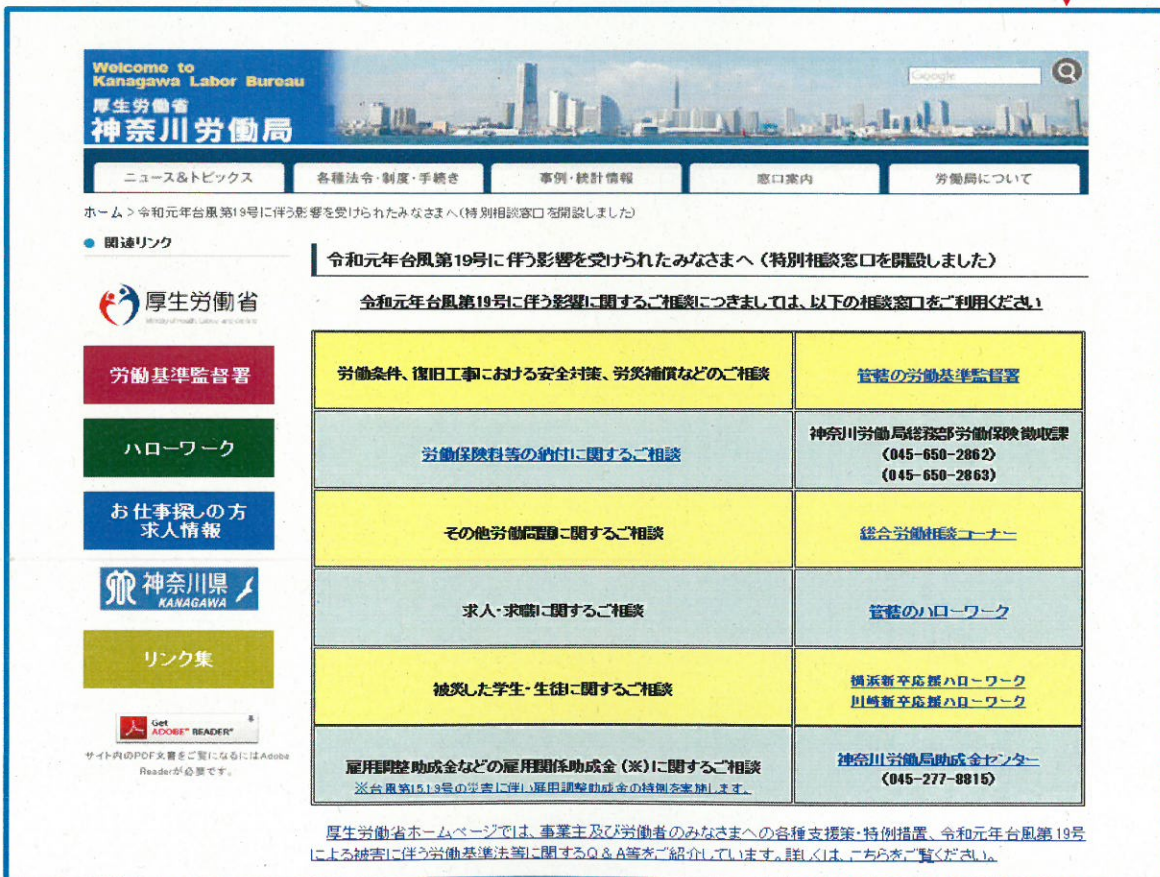 Welcome to
Kanagawa Labor Bureau
厚生労働省
神奈川労働局
Google
ニュース&トピックス
各種法令・制度・手続き
事例・統計情報
窓口案内
労働局について
ホーム > 令和元年台風第19号に伴う影響を受けられたみなさまへ(特別相談窓口を開設しました)
関連リンク
厚生労働省
Ministry of Health, Labour and Welfare
労働基準監督署
ハローワーク
お仕事探しの方
求人情報
神奈川県
KANAGAWA
リンク集
Get
ADOBE® READER®
サイト内のPDF文書をご覧になるにはAdobe
Readerが必要です。
令和元年台風第19号に伴う影響を受けられたみなさまへ(特別相談窓口を開設しました)
令和元年台風第19号に伴う影響に関するご相談につきましては、以下の相談窓口をご利用ください
労働条件、復旧工事における安全対策、労災補償などのご相談
管轄の労働基準監督署
労働保険料等の納付に関するご相談
神奈川労働局総務部労働保険徴収課
(045-650-2862)
(045-650-2863)
その他労働問題に関するご相談
総合労働相談コーナー
求人・求職に関するご相談
管轄のハローワーク
被災した学生・生徒に関するご相談
横浜新卒応援ハローワーク
川崎新卒応援ハローワーク
雇用調整助成金などの雇用関係助成金(※)に関するご相談
※台風第15,19号の災害に伴い雇用調整助成金の特例を実施します。
神奈川労働局助成金センター
(045-277-8815)
厚生労働省ホームページでは、事業主及び労働者のみなさまへの各種支援策・特例措置、令和元年台風第19号
による被害に伴う労働基準法等に関するQ&A等をご紹介しています。詳しくは、こちらをご覧ください。